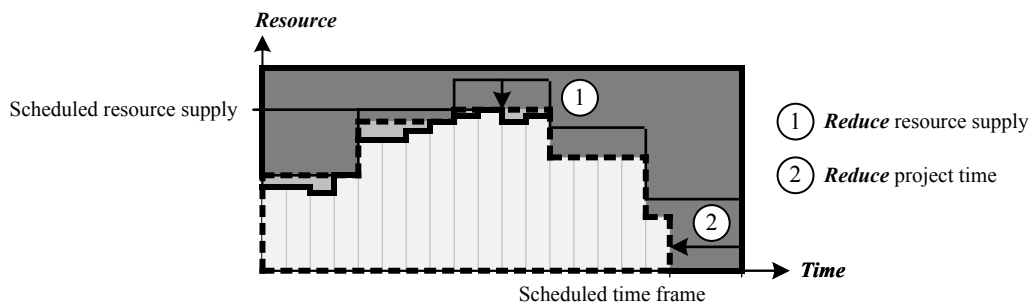 Resource
Scheduled resource supply
1
1 Reduce resource supply
2 Reduce project time
2
Time
Scheduled time frame